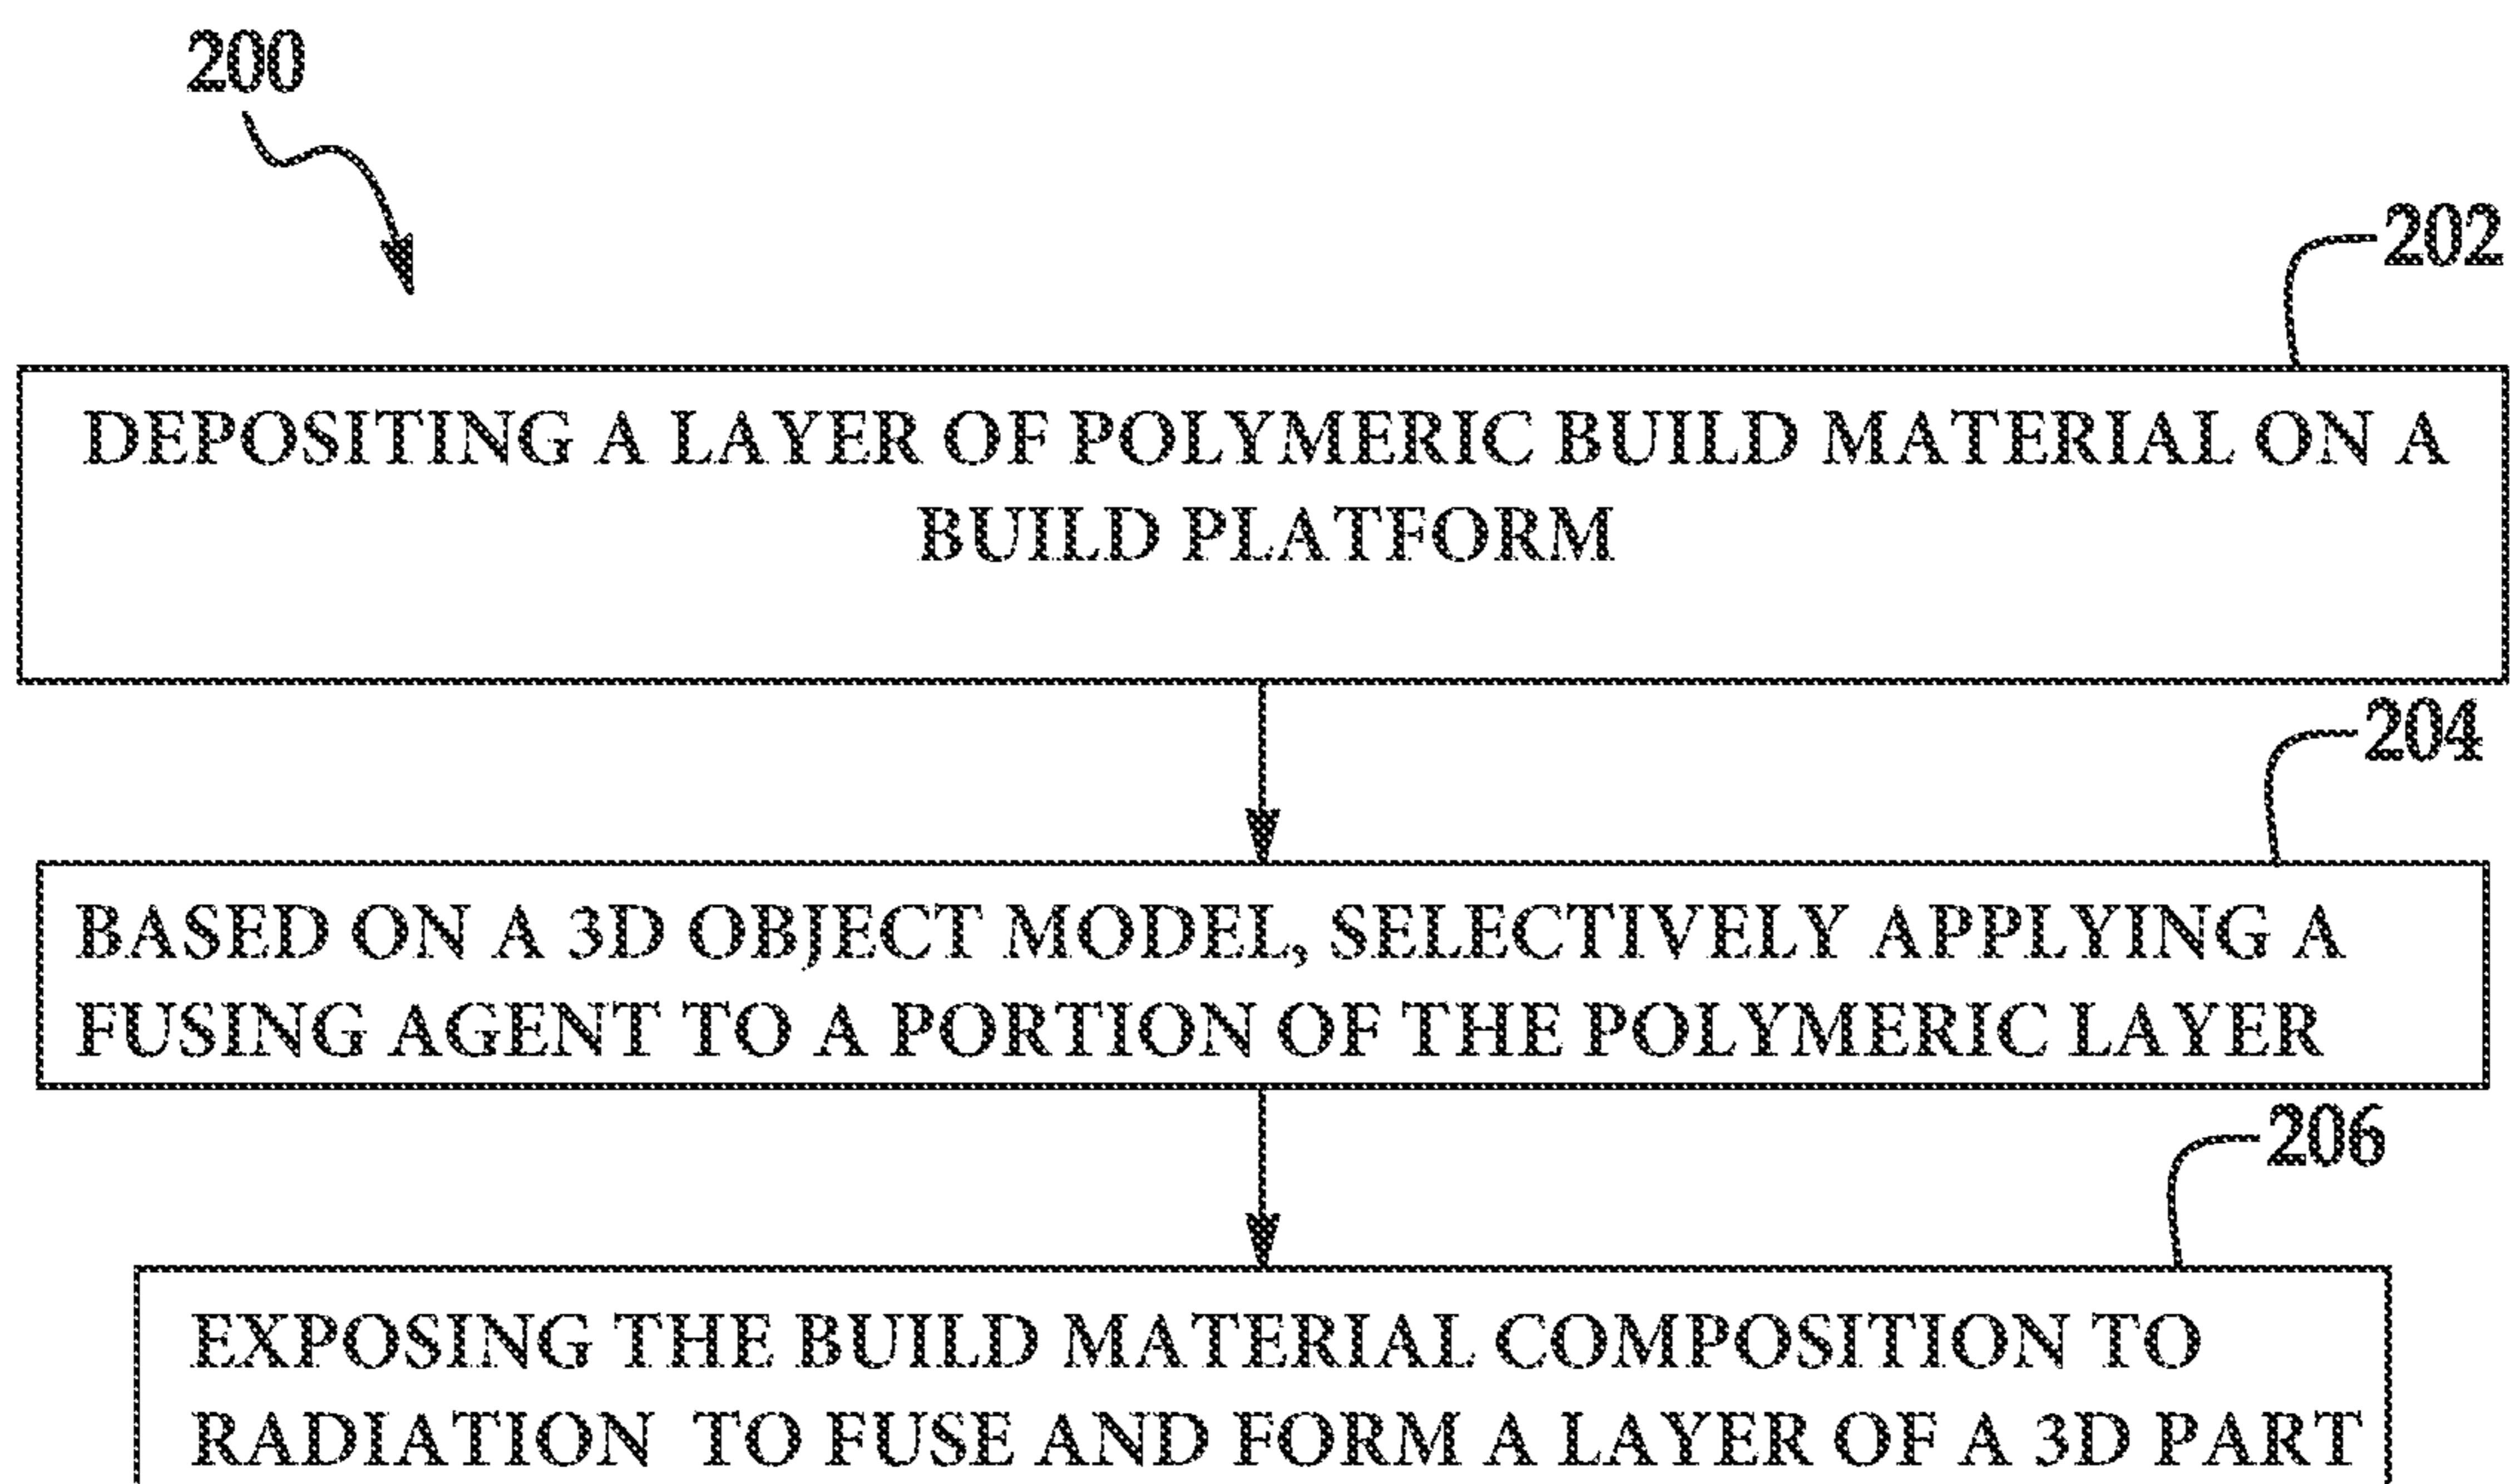 200
202
DEPOSITING A LAYER OF POLYMERIC BUILD MATERIAL ON A
BUILD PLATFORM
204
BASED ON A 3D OBJECT MODEL, SELECTIVELY APPLYING A
FUSING AGENT TO A PORTION OF THE POLYMERIC LAYER
206
EXPOSING THE BUILD MATERIAL COMPOSITION TO
RADIATION TO FUSE AND FORM A LAYER OF A 3D PART